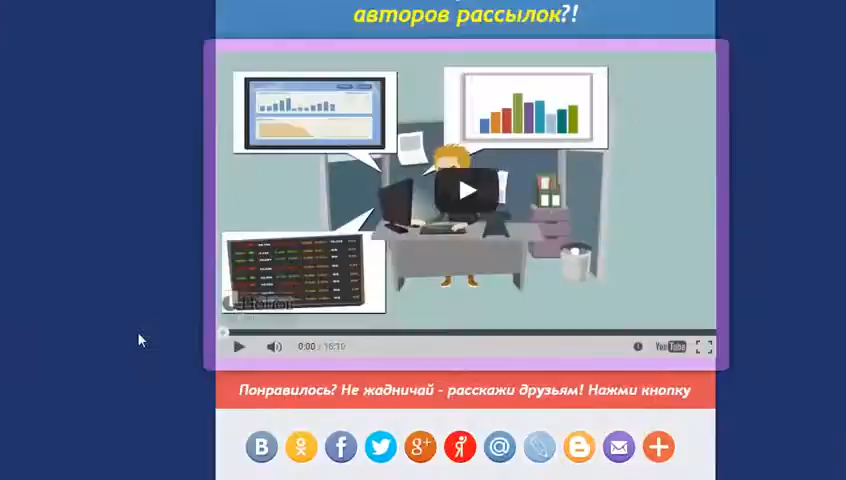 авторов рассылок?!
0:00 / 16:10
YouTube
Понравилось? Не жадничай - расскажи друзьям! Нажми кнопку
В f g+ Я @